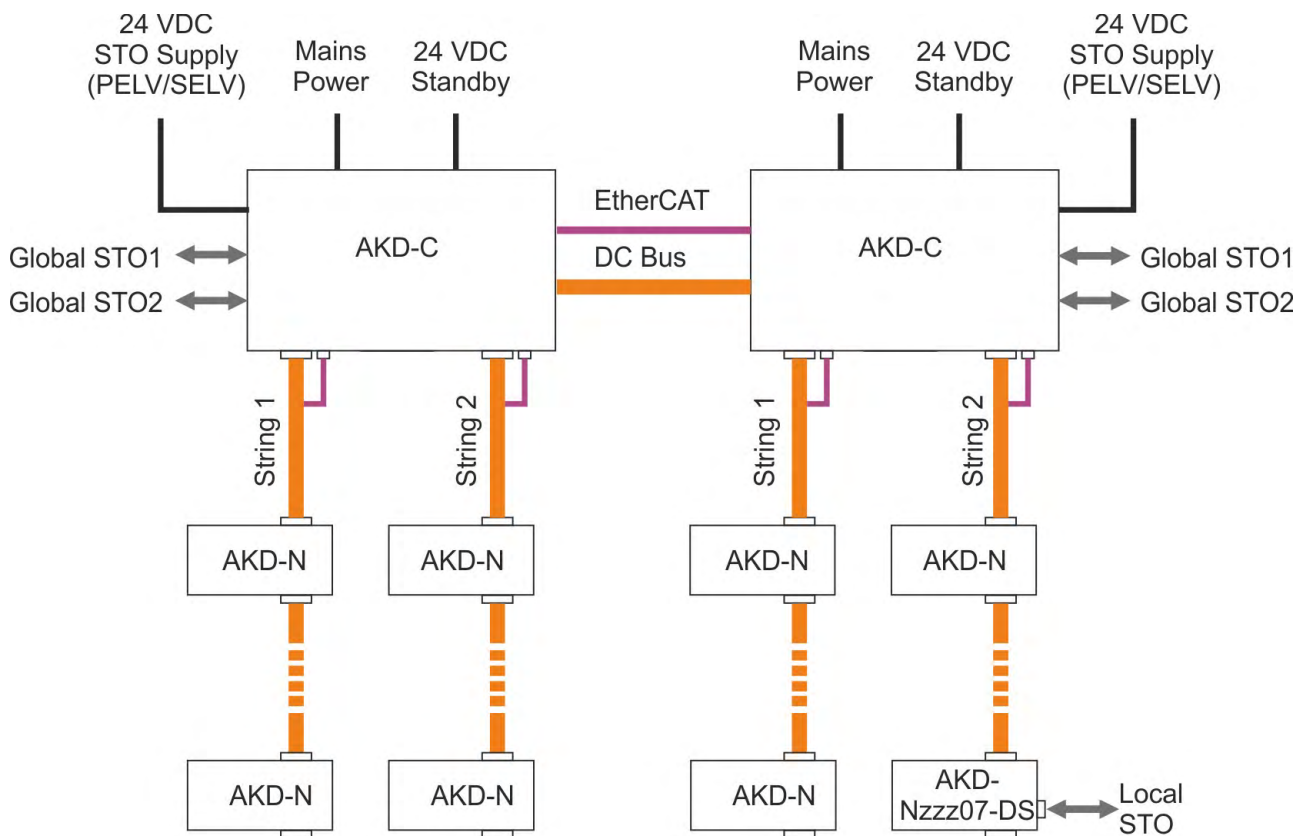 24 VDC
STO Supply
(PELV/SELV)
Mains
Power
24 VDC
Standby
Mains
Power
24 VDC
Standby
24 VDC
STO Supply
(PELV/SELV)
EtherCAT
DC Bus
AKD-C
AKD-C
Global STO1
Global STO2
Global STO1
Global STO2
String 1
String 2
String 1
String 2
AKD-N
AKD-N
AKD-N
AKD-N
AKD-N
AKD-N
AKD-N
AKD-
Nzzz07-DS
Local
STO